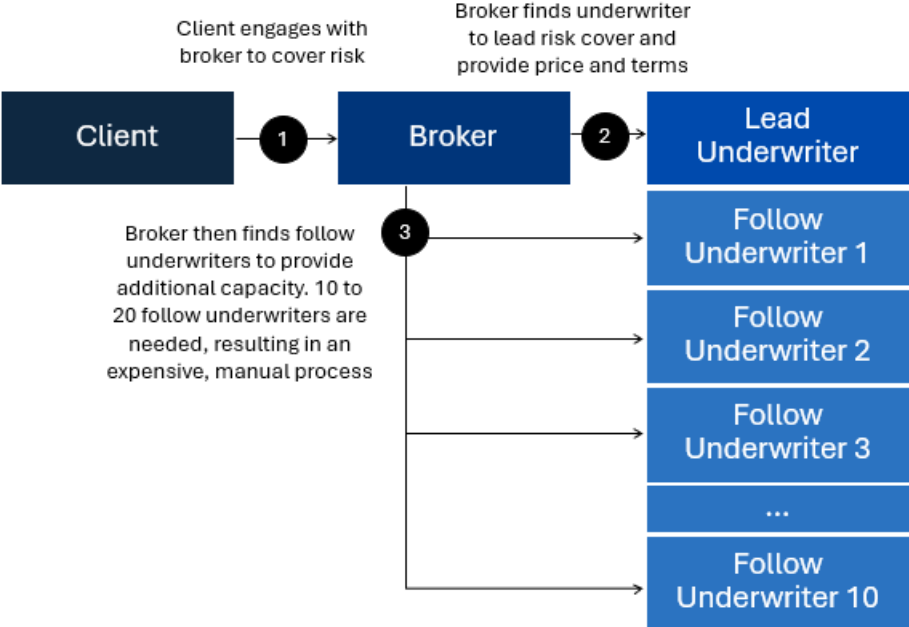 Client engages with
broker to cover risk
Broker finds underwriter
to lead risk cover and
provide price and terms
Client
1
Broker
2
Lead
Underwriter
3
Broker then finds follow
underwriters to provide
additional capacity. 10 to
20 follow underwriters are
needed, resulting in an
expensive, manual process
Follow
Underwriter 1
Follow
Underwriter 2
Follow
Underwriter 3
...
Follow
Underwriter 10